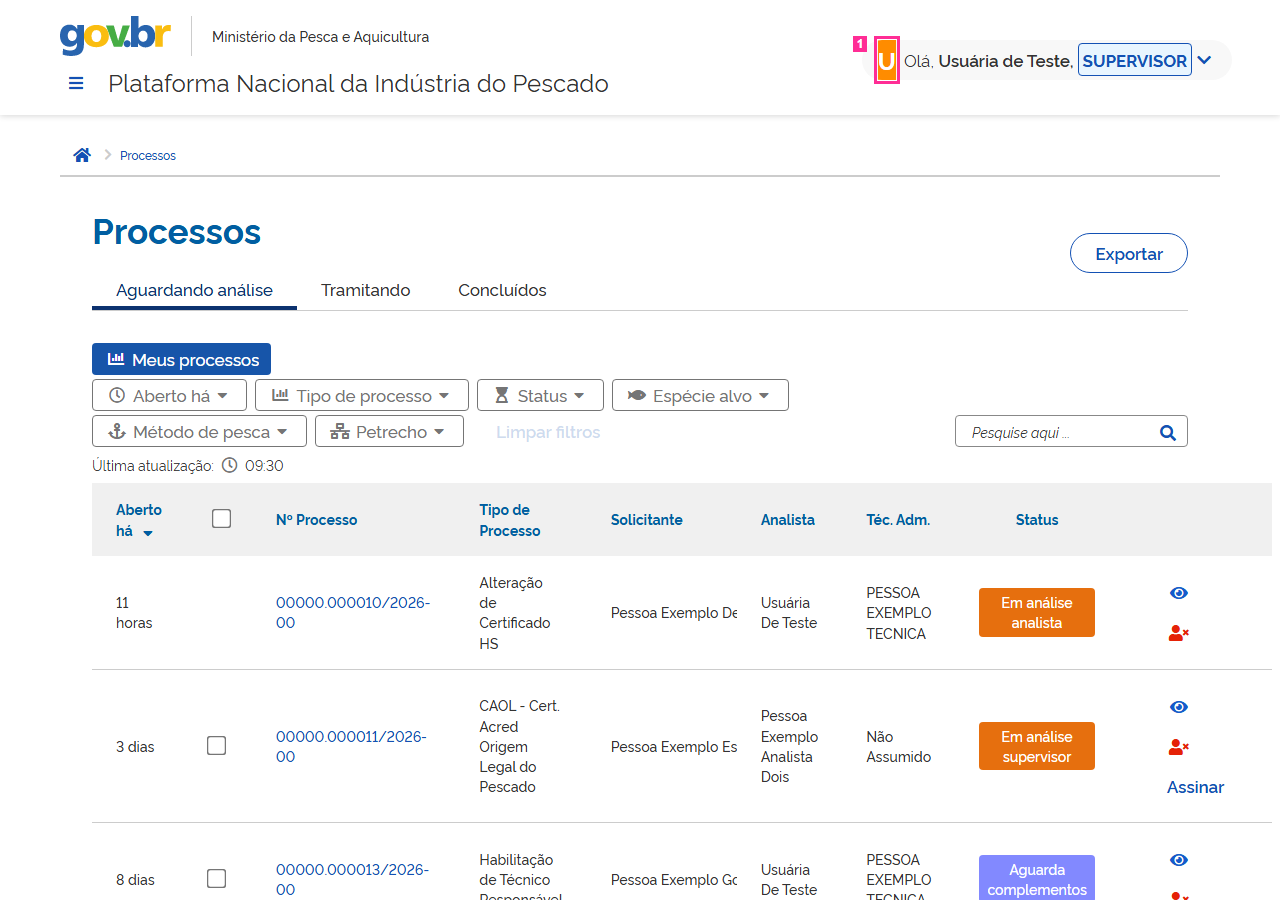 gov.br
Ministério da Pesca e Aquicultura
Plataforma Nacional da Indústria do Pescado
1
U
Olá, Usuária de Teste, SUPERVISOR
Processos
Processos
Exportar
Aguardando análise
Tramitando
Concluídos
Meus processos
Aberto há
Tipo de processo
Status
Espécie alvo
Método de pesca
Petrecho
Limpar filtros
Pesquise aqui ...
Última atualização: 09:30
Aberto
há
Nº Processo
Tipo de
Processo
Solicitante
Analista
Téc. Adm.
Status
11
horas
00000.000010/2026-
00
Alteração
de
Certificado
HS
Pessoa Exemplo De
Usuária
De Teste
PESSOA
EXEMPLO
TECNICA
Em análise
analista
3 dias
00000.000011/2026-
00
CAOL - Cert.
Acred
Origem
Legal do
Pescado
Pessoa Exemplo Es
Pessoa
Exemplo
Analista
Dois
Não
Assumido
Em análise
supervisor
Assinar
8 dias
00000.000013/2026-
00
Habilitação
de Técnico
Responsável
Pessoa Exemplo Go
Usuária
De Teste
PESSOA
EXEMPLO
TECNICA
Aguarda
complementos